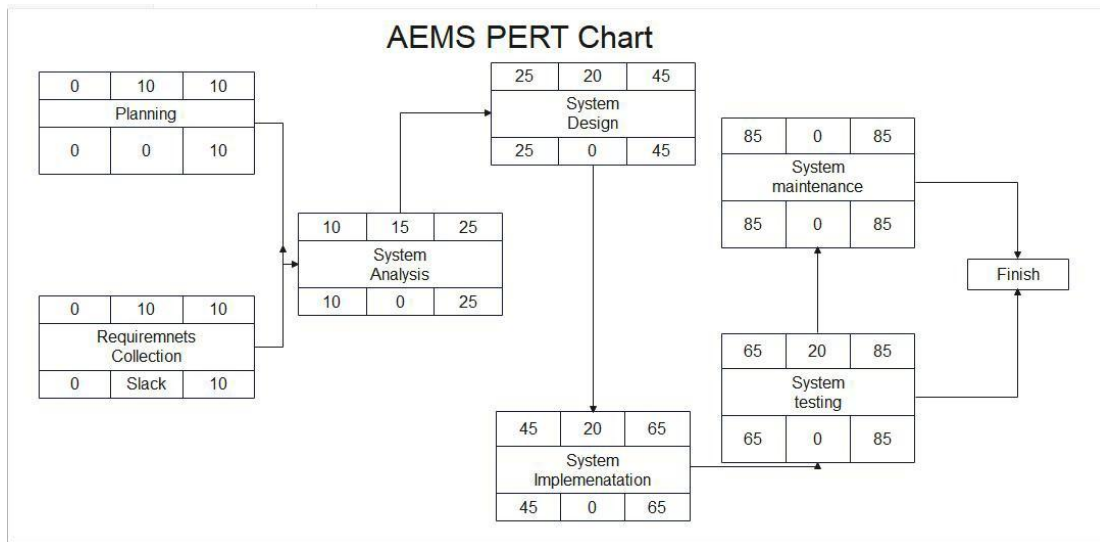 AEMS PERT Chart
0 10 10
Planning
0 0 10
0 10 10
Requiremnets
Collection
0 Slack 10
10 15 25
System
Analysis
10 0 25
25 20 45
System
Design
25 0 45
45 20 65
System
Implemenatation
45 0 65
65 20 85
System
testing
65 0 85
85 0 85
System
maintenance
85 0 85
Finish